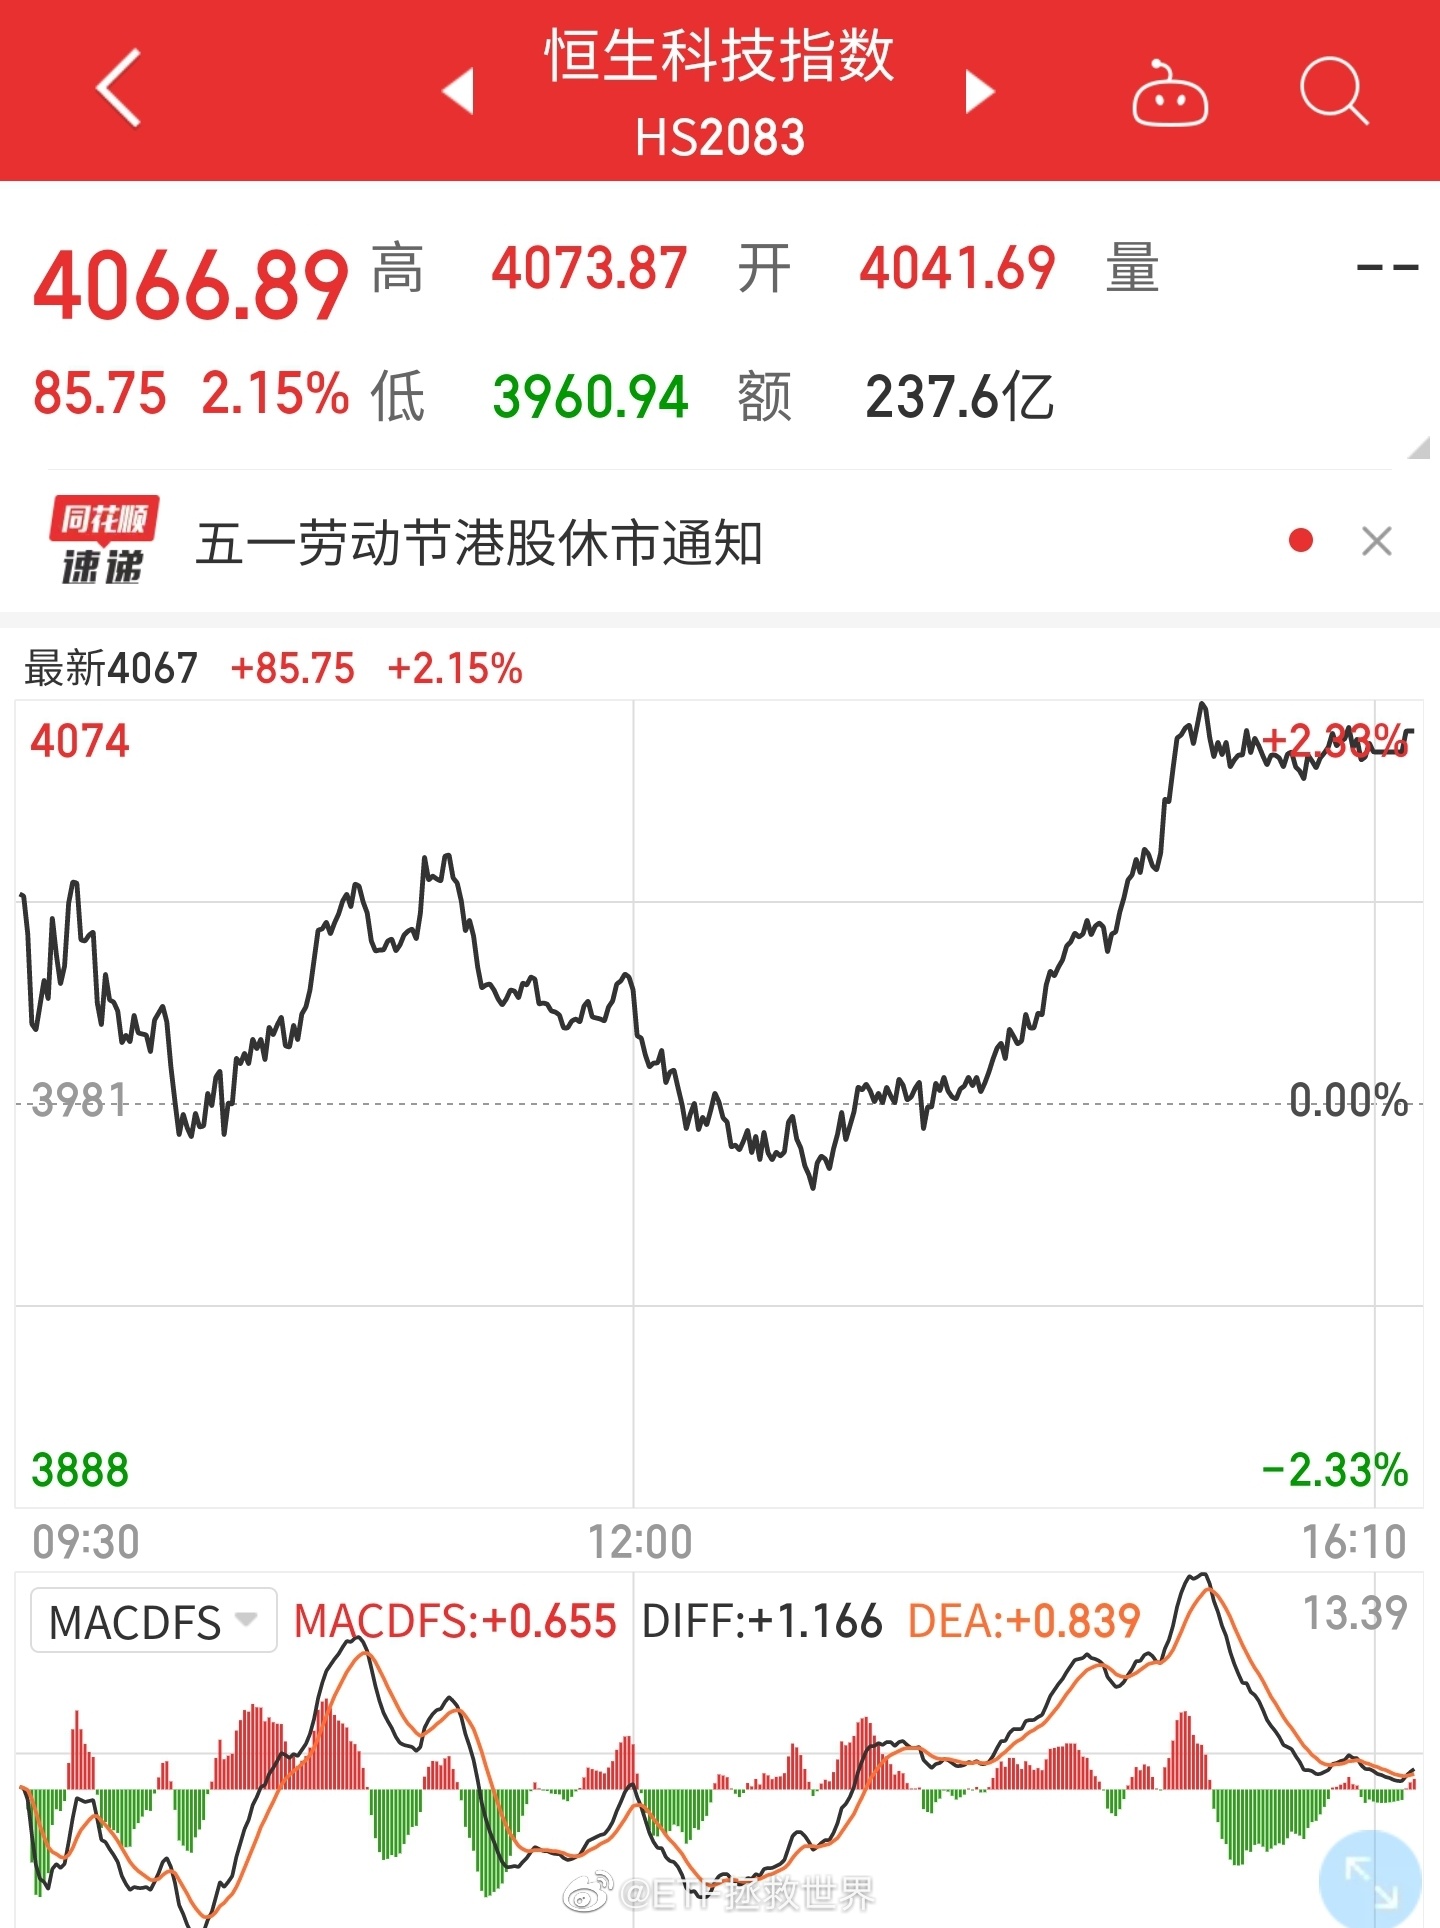 恒生科技指数
HS2083
4066.89 高 4073.87 开 4041.69 量 --
85.75 2.15% 低 3960.94 额 237.6亿
同花顺
速递
五一劳动节港股休市通知
最新4067 +85.75 +2.15%
4074 +2.33%
3981 0.00%
3888 -2.33%
09:30 12:00 16:10
MACDFS MACDFS:+0.655 DIFF:+1.166 DEA:+0.839 13.39
@ETF拯救世界